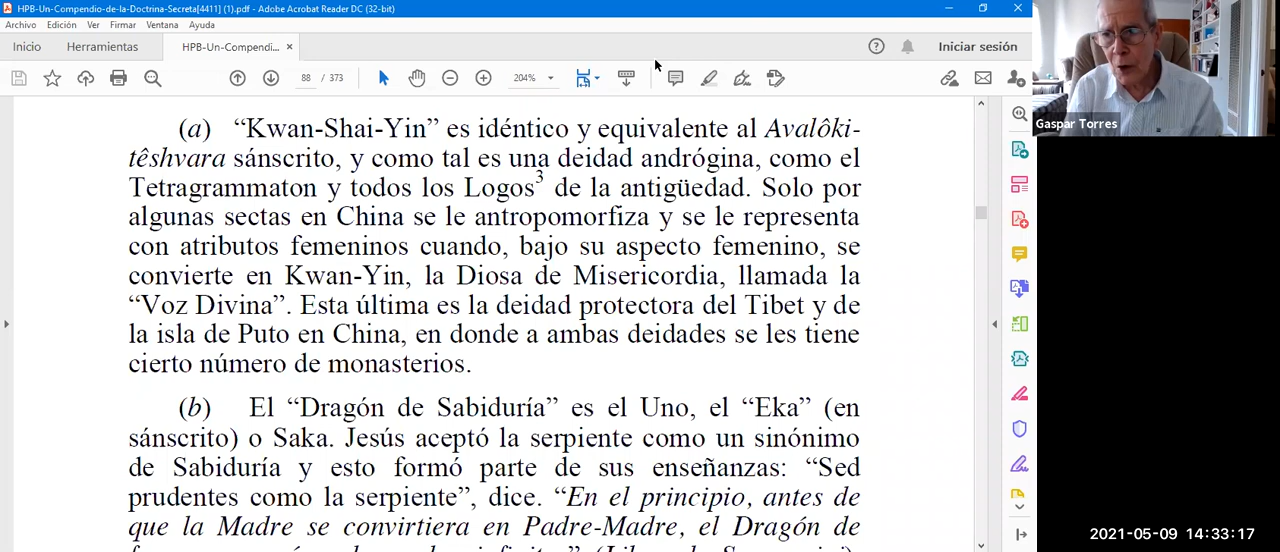 HPB-Un-Compendio-de-la-Doctrina-Secreta[4411] (1).pdf - Adobe Acrobat Reader DC (32-bit)
Archivo Edición Ver Firmar Ventana Ayuda
Inicio Herramientas HPB-Un-Compendi... × Iniciar sesión
88 / 373 204%
(a) “Kwan-Shai-Yin” es idéntico y equivalente al Avalôki-
têshvara sánscrito, y como tal es una deidad andrógina, como el
Tetragrammaton y todos los Logos3 de la antigüedad. Solo por
algunas sectas en China se le antropomorfiza y se le representa
con atributos femeninos cuando, bajo su aspecto femenino, se
convierte en Kwan-Yin, la Diosa de Misericordia, llamada la
“Voz Divina”. Esta última es la deidad protectora del Tibet y de
la isla de Puto en China, en donde a ambas deidades se les tiene
cierto número de monasterios.
(b) El “Dragón de Sabiduría” es el Uno, el “Eka” (en
sánscrito) o Saka. Jesús aceptó la serpiente como un sinónimo
de Sabiduría y esto formó parte de sus enseñanzas: “Sed
prudentes como la serpiente”, dice. “En el principio, antes de
que la Madre se convirtiera en Padre-Madre, el Dragón de
Gaspar Torres
2021-05-09 14:33:17